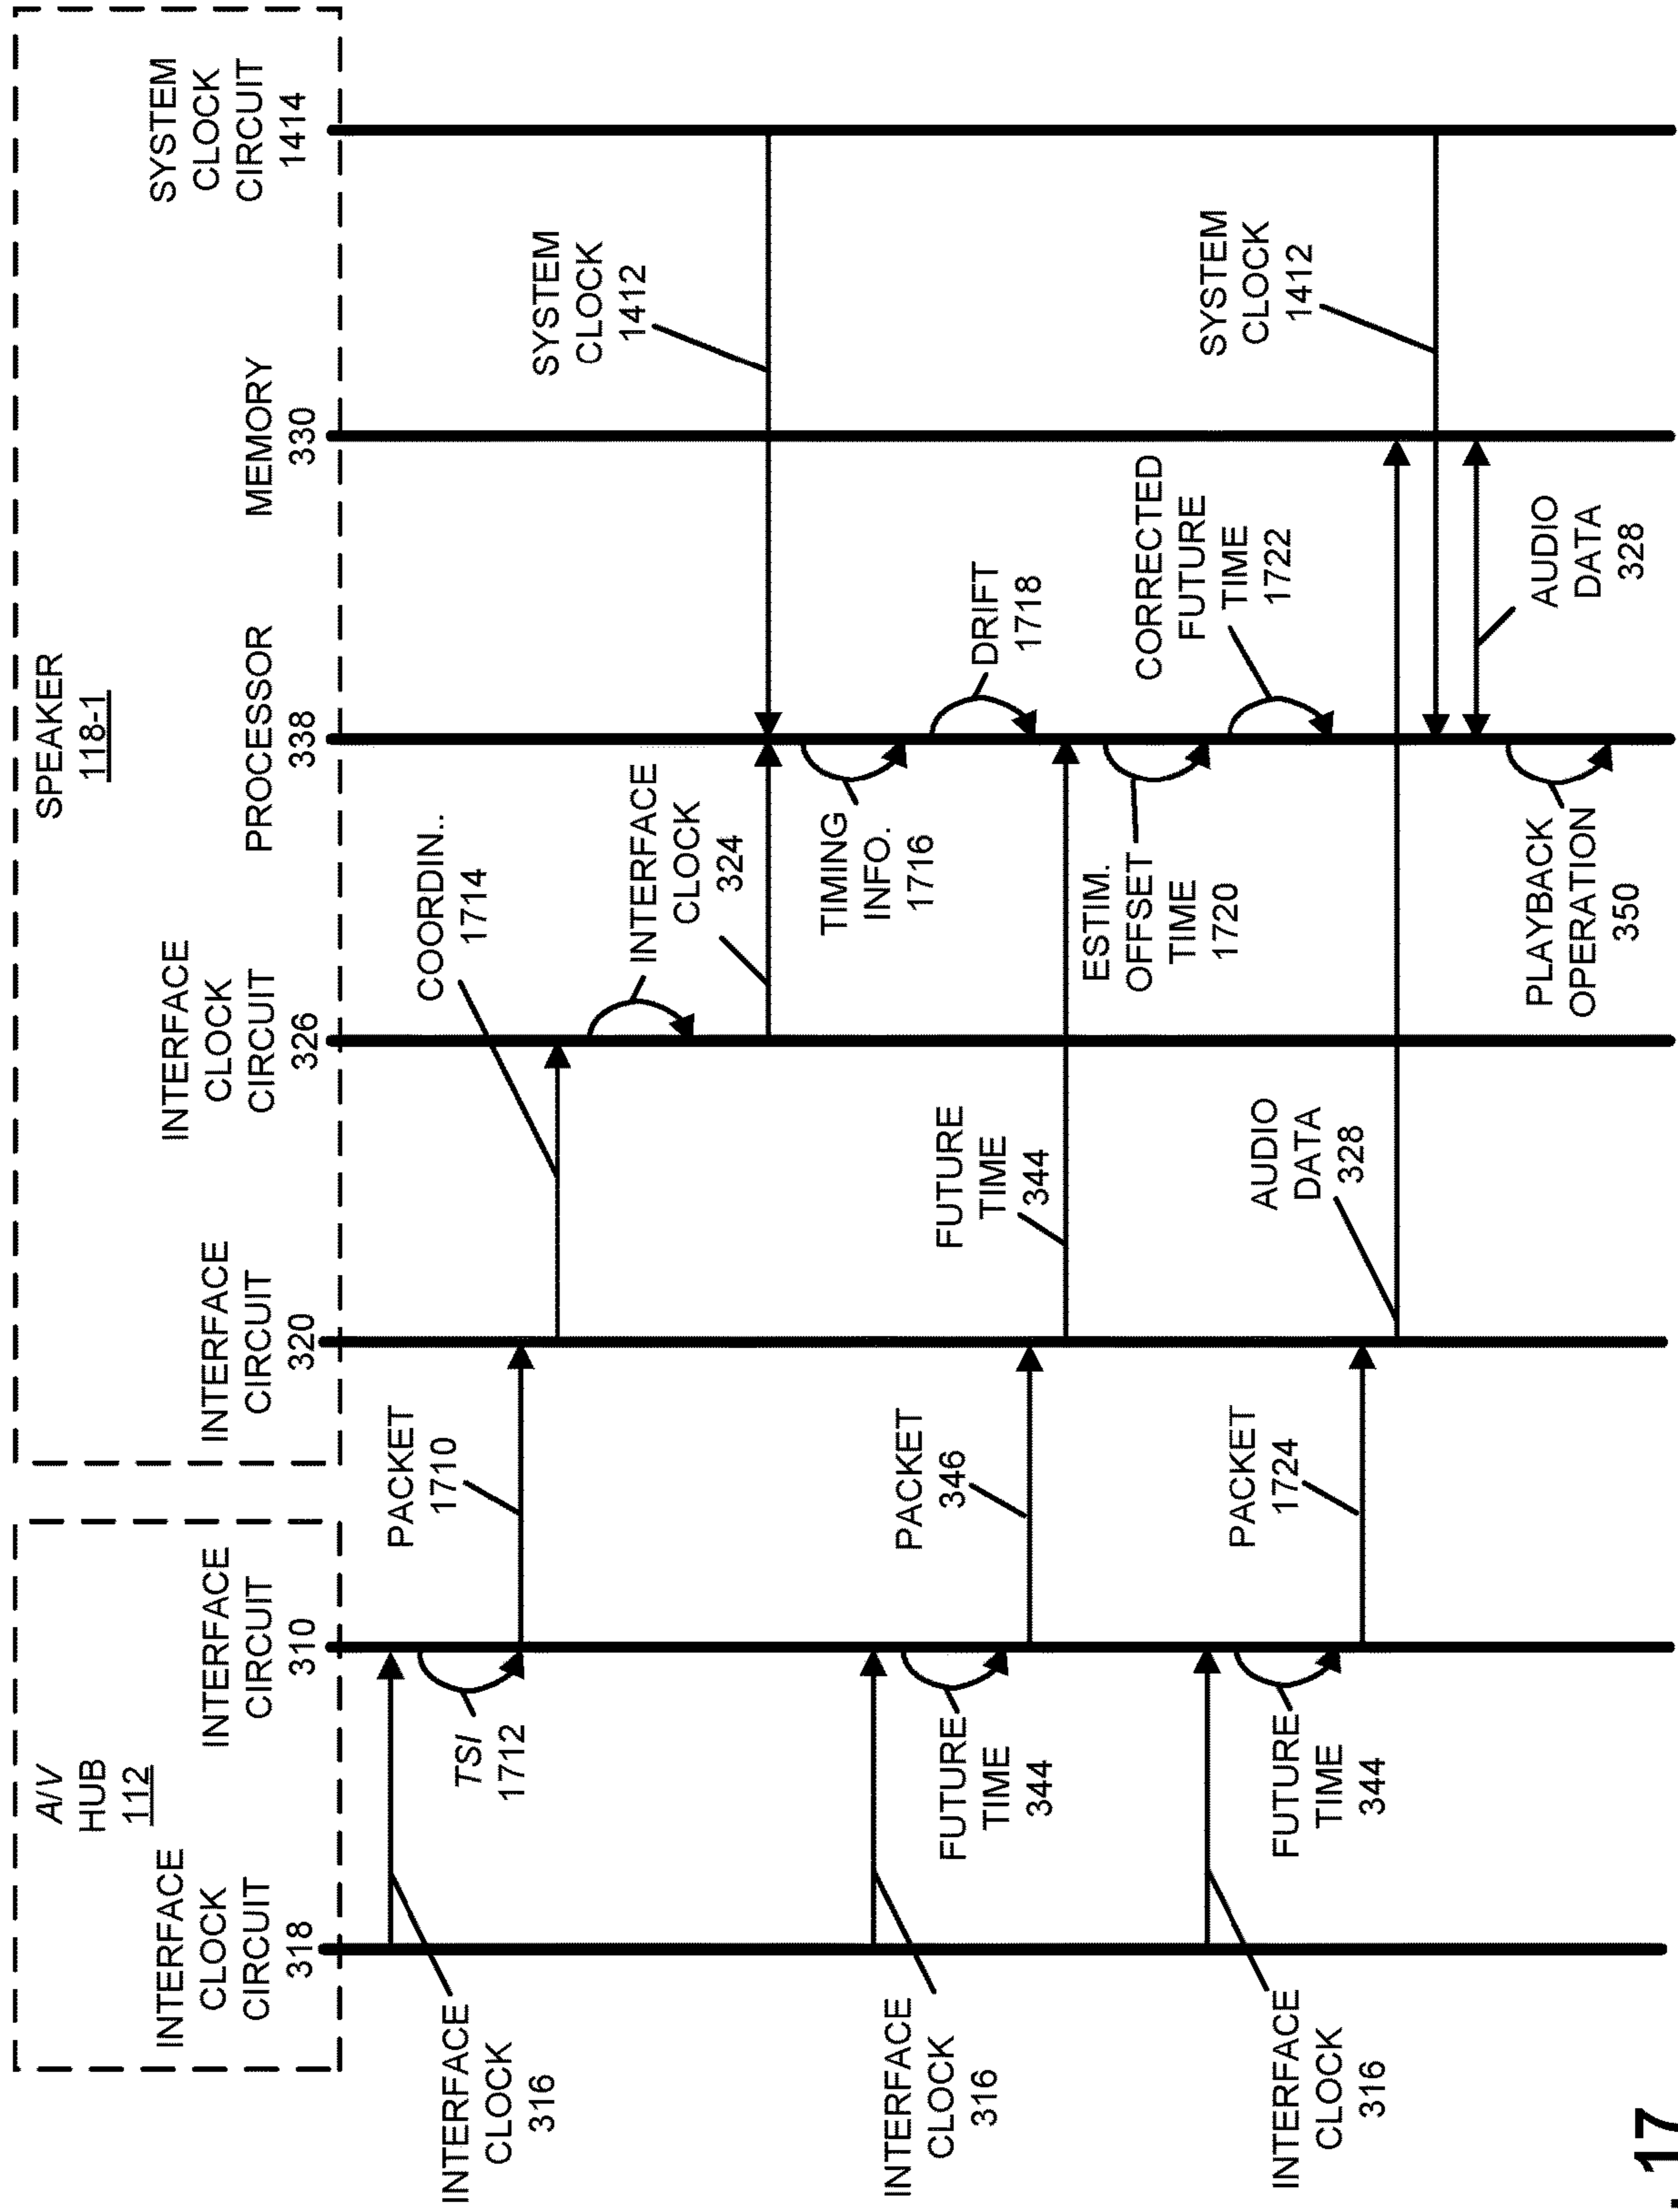 A/V
HUB
112
INTERFACE
CLOCK
CIRCUIT
318
INTERFACE
CIRCUIT
310
SPEAKER
118-1
INTERFACE
CIRCUIT
320
INTERFACE
CLOCK
CIRCUIT
326
PROCESSOR
338
MEMORY
330
SYSTEM
CLOCK
CIRCUIT
1414
INTERFACE
CLOCK
316
TSI
1712
PACKET
1710
COORDIN..
1714
INTERFACE
CLOCK
324
SYSTEM
CLOCK
1412
TIMING
INFO.
1716
DRIFT
1718
INTERFACE
CLOCK
316
FUTURE
TIME
344
PACKET
346
FUTURE
TIME
344
ESTIM.
OFFSET
TIME
1720
CORRECTED
FUTURE
TIME
1722
INTERFACE
CLOCK
316
FUTURE
TIME
344
PACKET
1724
AUDIO
DATA
328
SYSTEM
CLOCK
1412
AUDIO
DATA
328
PLAYBACK
OPERATION
350
17